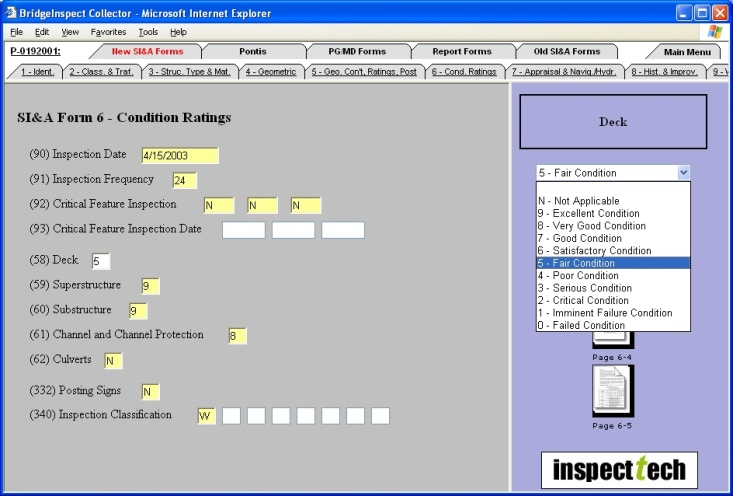 BridgeInspect Collector - Microsoft Internet Explorer
File Edit View Favorites Tools Help
P-0192001: New SI&A Forms Pontis PG/MD Forms Report Forms Old SI&A Forms Main Menu
1 - Ident. 2 - Class. & Traf. 3 - Struc. Type & Mat. 4 - Geometric 5 - Geo. Con't, Ratings, Post 6 - Cond. Ratings 7 - Appraisal & Navig./Hydr. 8 - Hist. & Improv. 9 -
SI&A Form 6 - Condition Ratings
(90) Inspection Date 4/15/2003
(91) Inspection Frequency 24
(92) Critical Feature Inspection N N N
(93) Critical Feature Inspection Date
(58) Deck 5
(59) Superstructure 9
(60) Substructure 9
(61) Channel and Channel Protection 8
(62) Culverts N
(332) Posting Signs N
(340) Inspection Classification W
Deck
5 - Fair Condition
N - Not Applicable
9 - Excellent Condition
8 - Very Good Condition
7 - Good Condition
6 - Satisfactory Condition
5 - Fair Condition
4 - Poor Condition
3 - Serious Condition
2 - Critical Condition
1 - Imminent Failure Condition
0 - Failed Condition
Page 6-4
Page 6-5
inspecttech